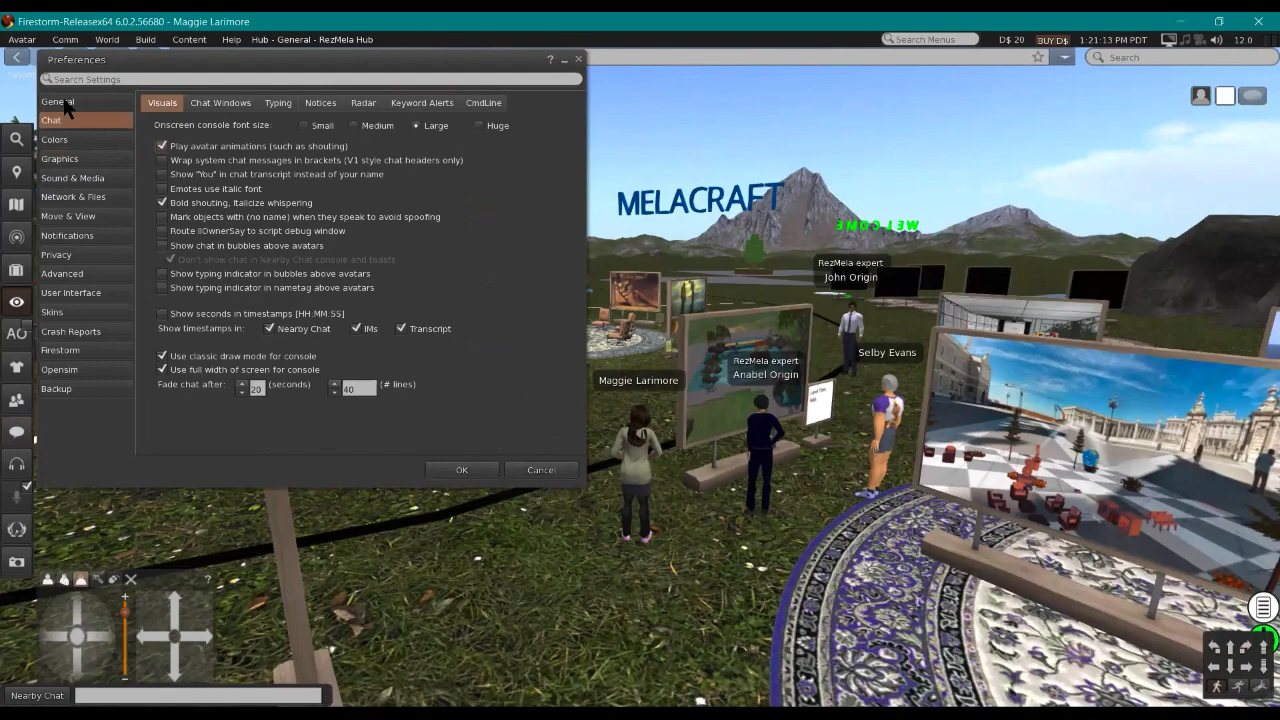 Firestorm-Releasex64 6.0.2.56680 - Maggie Larimore
Avatar Comm World Build Content Help Hub - General - RezMela Hub Search Menus D$ 20 BUY D$ 1:21:13 PM PDT 12.0
Preferences ?
Search
Search Settings
General
Chat
Colors
Graphics
Sound & Media
Network & Files
Move & View
Notifications
Privacy
Advanced
User Interface
Skins
Crash Reports
Firestorm
Opensim
Backup
Visuals Chat Windows Typing Notices Radar Keyword Alerts CmdLine
Onscreen console font size: Small Medium Large Huge
Play avatar animations (such as shouting)
Wrap system chat messages in brackets (V1 style chat headers only)
Show "You" in chat transcript instead of your name
Emotes use italic font
Bold shouting, Italicize whispering
Mark objects with (no name) when they speak to avoid spoofing
Route llOwnerSay to script debug window
Show chat in bubbles above avatars
Don't show chat in Nearby Chat console and toasts
Show typing indicator in bubbles above avatars
Show typing indicator in nametag above avatars
Show seconds in timestamps [HH:MM:SS]
Show timestamps in: Nearby Chat IMs Transcript
Use classic draw mode for console
Use full width of screen for console
Fade chat after: 20 (seconds) 40 (# lines)
OK Cancel
MELACRAFT
WELCOME
RezMela expert
John Origin
Selby Evans
RezMela expert
Anabel Origin
Maggie Larimore
?
Nearby Chat